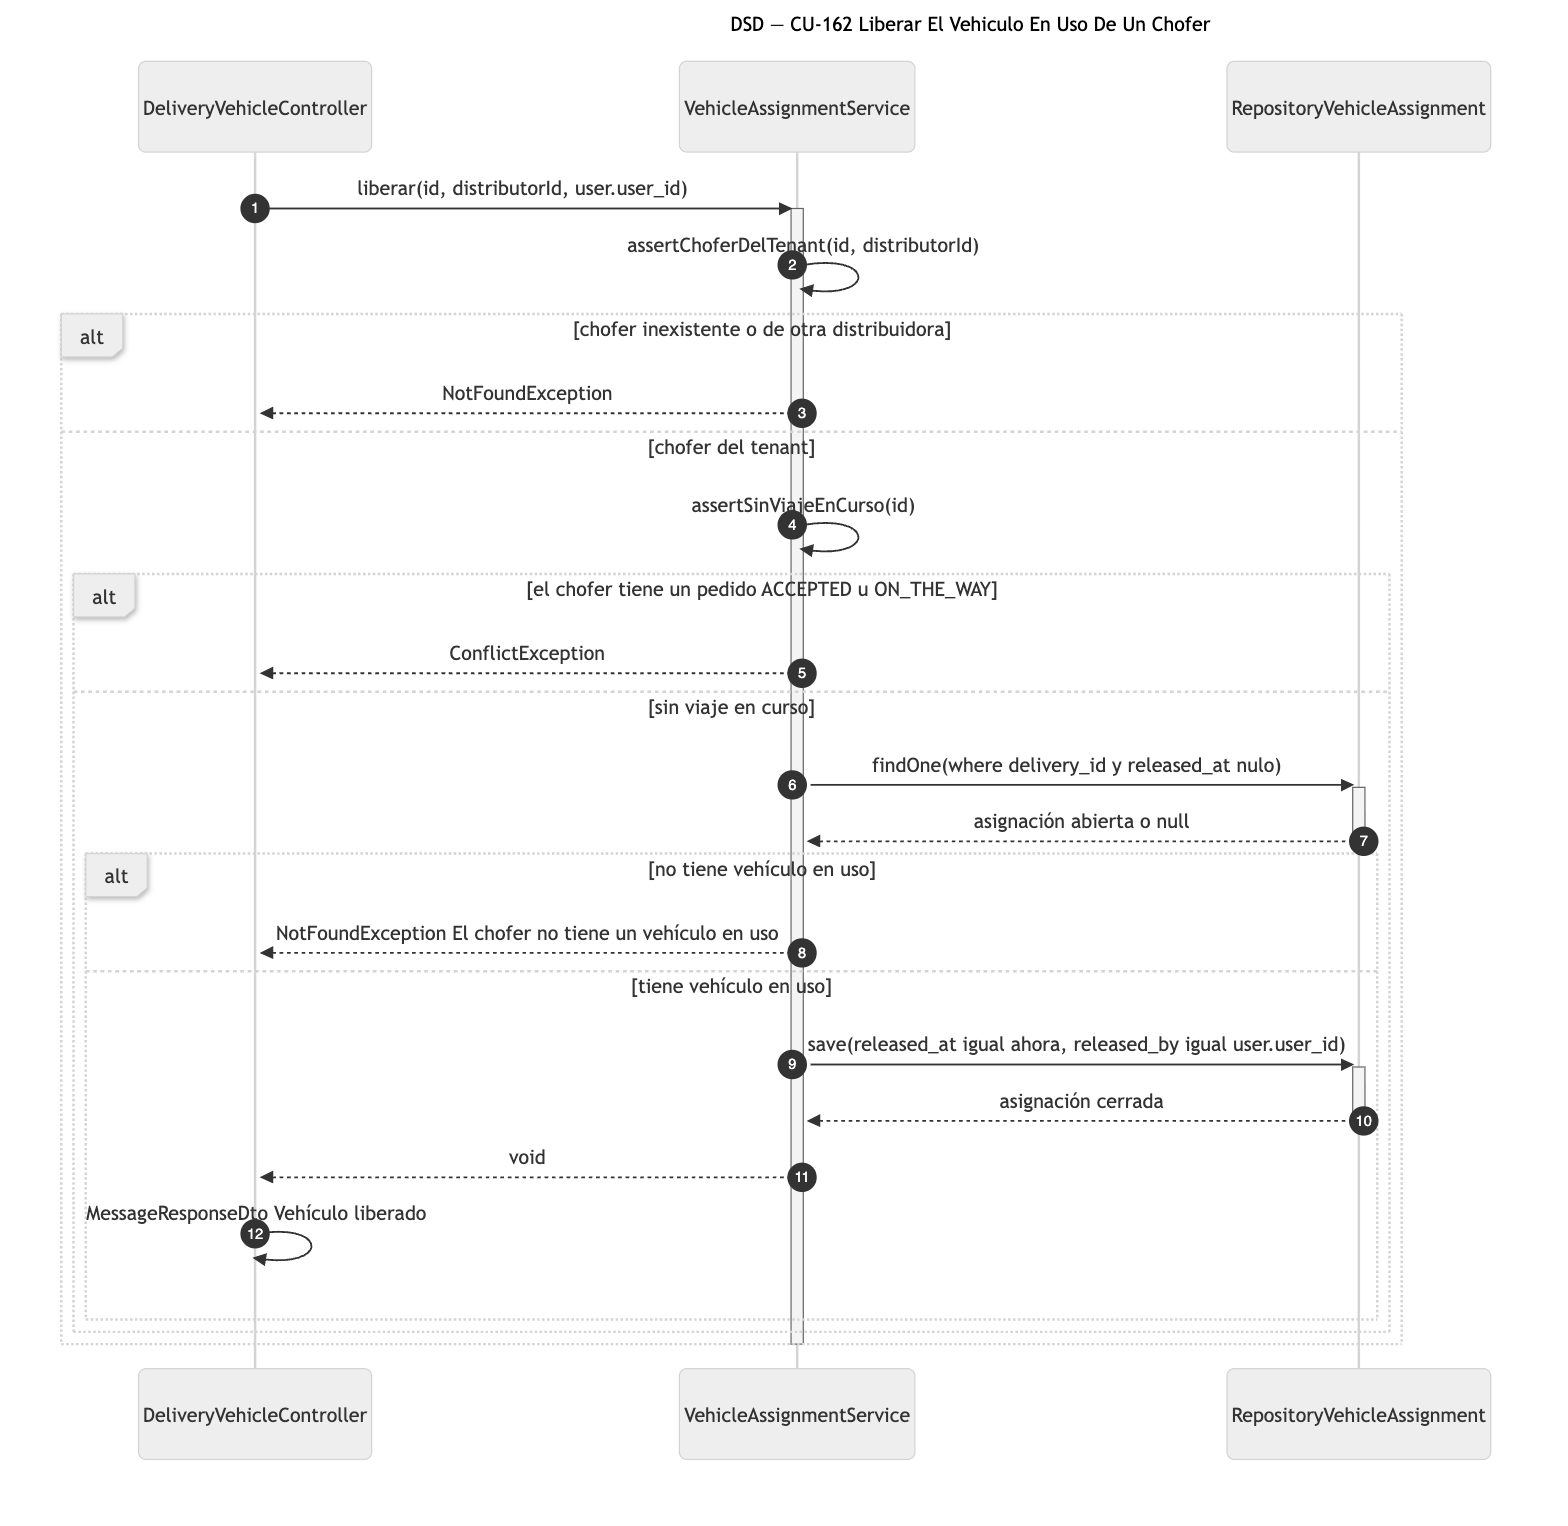 DSD — CU-162 Liberar El Vehiculo En Uso De Un Chofer
DeliveryVehicleController
VehicleAssignmentService
RepositoryVehicleAssignment
liberar(id, distributorId, user.user_id)
1
assertChoferDelTenant(id, distributorId)
2
alt
[chofer inexistente o de otra distribuidora]
NotFoundException
3
[chofer del tenant]
assertSinViajeEnCurso(id)
4
alt
[el chofer tiene un pedido ACCEPTED u ON_THE_WAY]
ConflictException
5
[sin viaje en curso]
findOne(where delivery_id y released_at nulo)
6
asignación abierta o null
7
alt
[no tiene vehículo en uso]
NotFoundException El chofer no tiene un vehículo en uso
8
[tiene vehículo en uso]
save(released_at igual ahora, released_by igual user.user_id)
9
asignación cerrada
10
void
11
MessageResponseDto Vehículo liberado
12
DeliveryVehicleController
VehicleAssignmentService
RepositoryVehicleAssignment